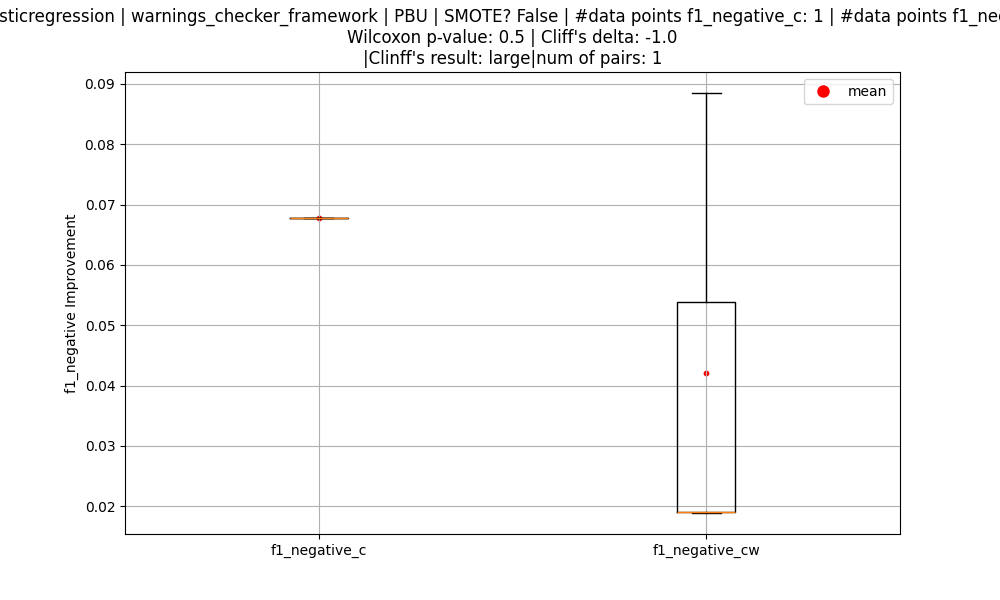 sticregression | warnings_checker_framework | PBU | SMOTE? False | #data points f1_negative_c: 1 | #data points
Wilcoxon p-value: 0.5 | Cliff's delta: -1.0
|Clinff's result: large|num of pairs: 1
mean
0.09
0.08
0.07
0.06
0.05
0.04
0.03
0.02
f1_negative Improvement
f1_negative_c
f1_negative_cw